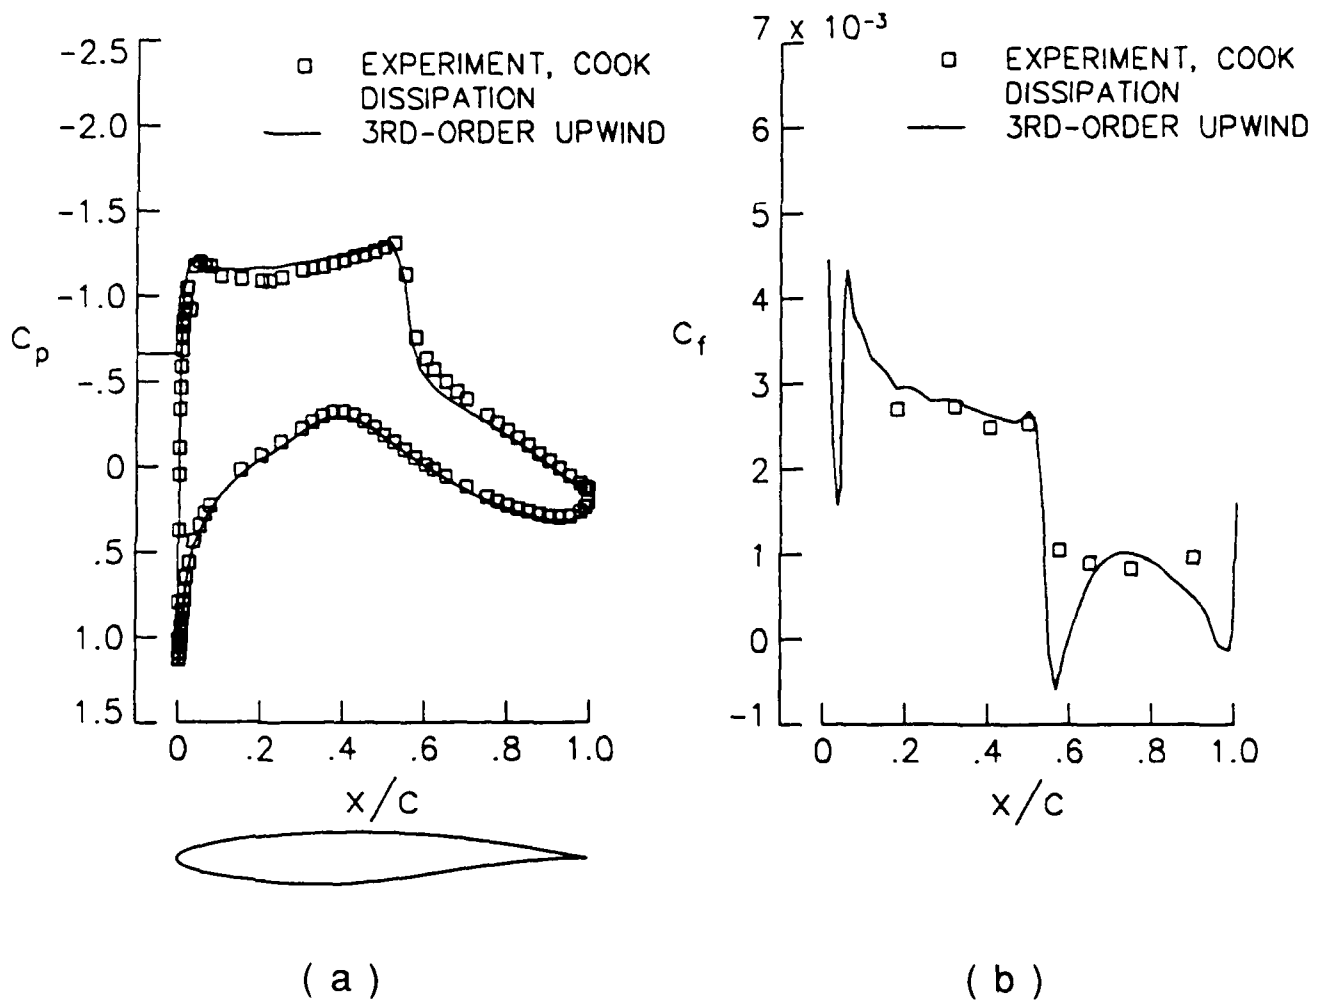 -2.5
-2.0
-1.5
-1.0
-.5
0
.5
1.0
1.5
Cp
EXPERIMENT, COOK
DISSIPATION
3RD-ORDER UPWIND
0 .2 .4 .6 .8 1.0
X/C
(a)
7 x 10-3
6
5
4
3
2
1
0
-1
Cf
EXPERIMENT, COOK
DISSIPATION
3RD-ORDER UPWIND
0 .2 .4 .6 .8 1.0
X/C
(b)